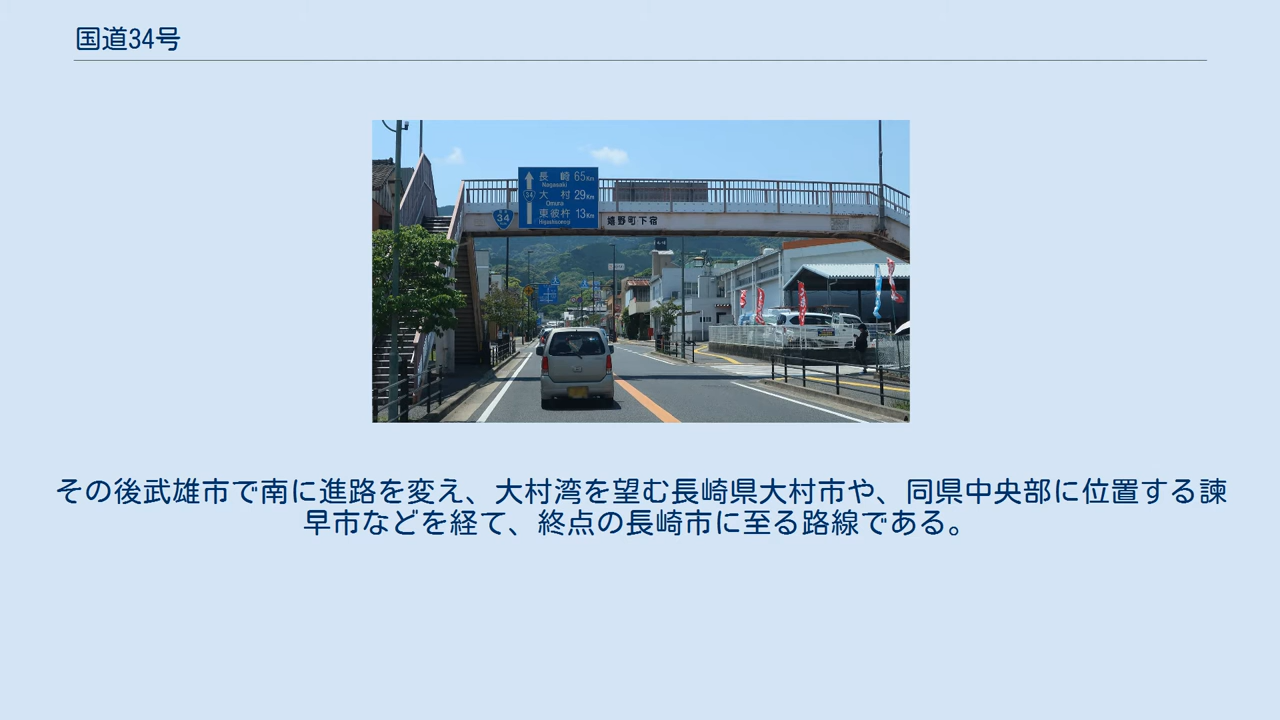 国道34号
長崎 65Km
Nagasaki
34
大村 29Km
Omura
東彼杵 13Km
Higashisonogi
34
嬉野町下宿
その後武雄市で南に進路を変え、大村湾を望む長崎県大村市や、同県中央部に位置する諫
早市などを経て、終点の長崎市に至る路線である。